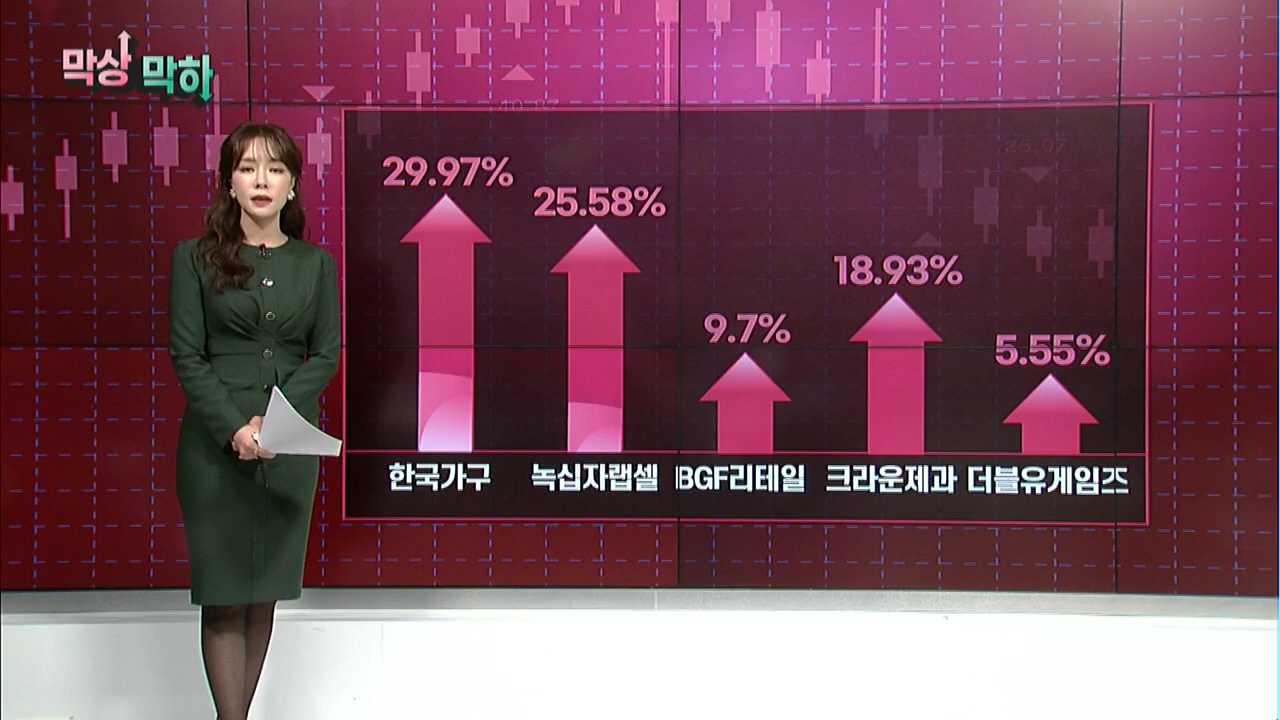 막상 막하
29.97%
25.58%
9.7%
18.93%
5.55%
한국가구
녹십자랩셀
BGF리테일
크라운제과
더블유게임즈